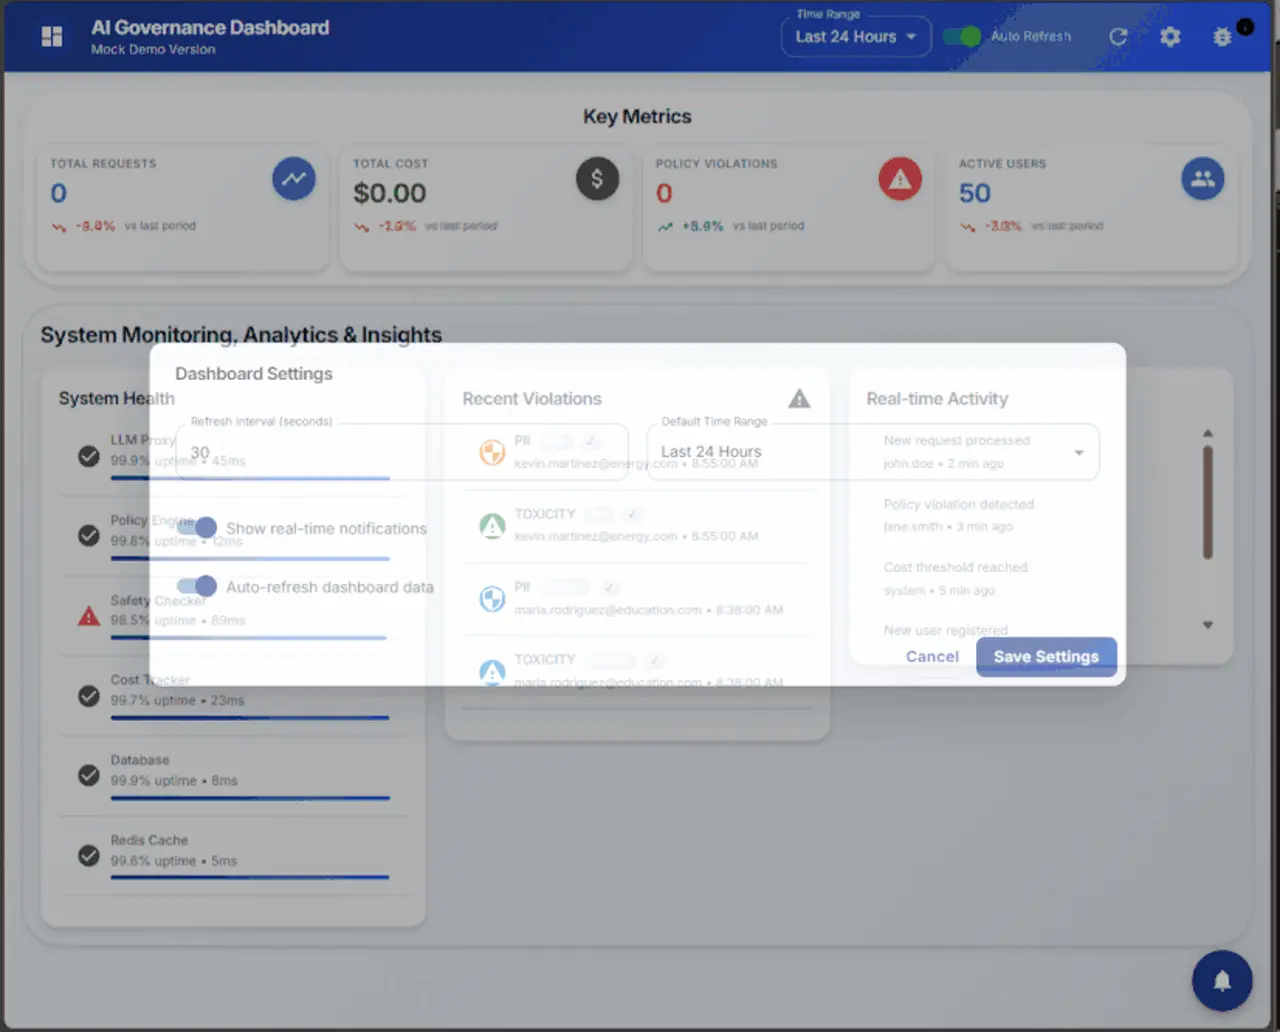 AI Governance Dashboard
Mock Demo Version
Time Range
Last 24 Hours
Auto Refresh
Key Metrics
TOTAL REQUESTS
0
vs last period
TOTAL COST
$0.00
vs last period
POLICY VIOLATIONS
0
vs last period
ACTIVE USERS
50
vs last period
System Monitoring, Analytics & Insights
Dashboard Settings
Refresh Interval (seconds)
30
Default Time Range
Last 24 Hours
Show real-time notifications
Auto-refresh dashboard data
Cancel
Save Settings
System Health
LLM Proxy
99.9% uptime • 45ms
Policy Engine
99.8% uptime • 12ms
Safety Checker
98.5% uptime • 89ms
Cost Tracker
99.7% uptime • 23ms
Database
99.9% uptime • 8ms
Redis Cache
99.6% uptime • 5ms
Recent Violations
PII
kevin.martinez@energy.com • 8:55:00 AM
TOXICITY
kevin.martinez@energy.com • 8:55:00 AM
PII
maria.rodriguez@education.com • 8:38:00 AM
TOXICITY
maria.rodriguez@education.com • 8:38:00 AM
Real-time Activity
New request processed
john.doe • 2 min ago
Policy violation detected
jane.smith • 3 min ago
Cost threshold reached
system • 5 min ago
New user registered